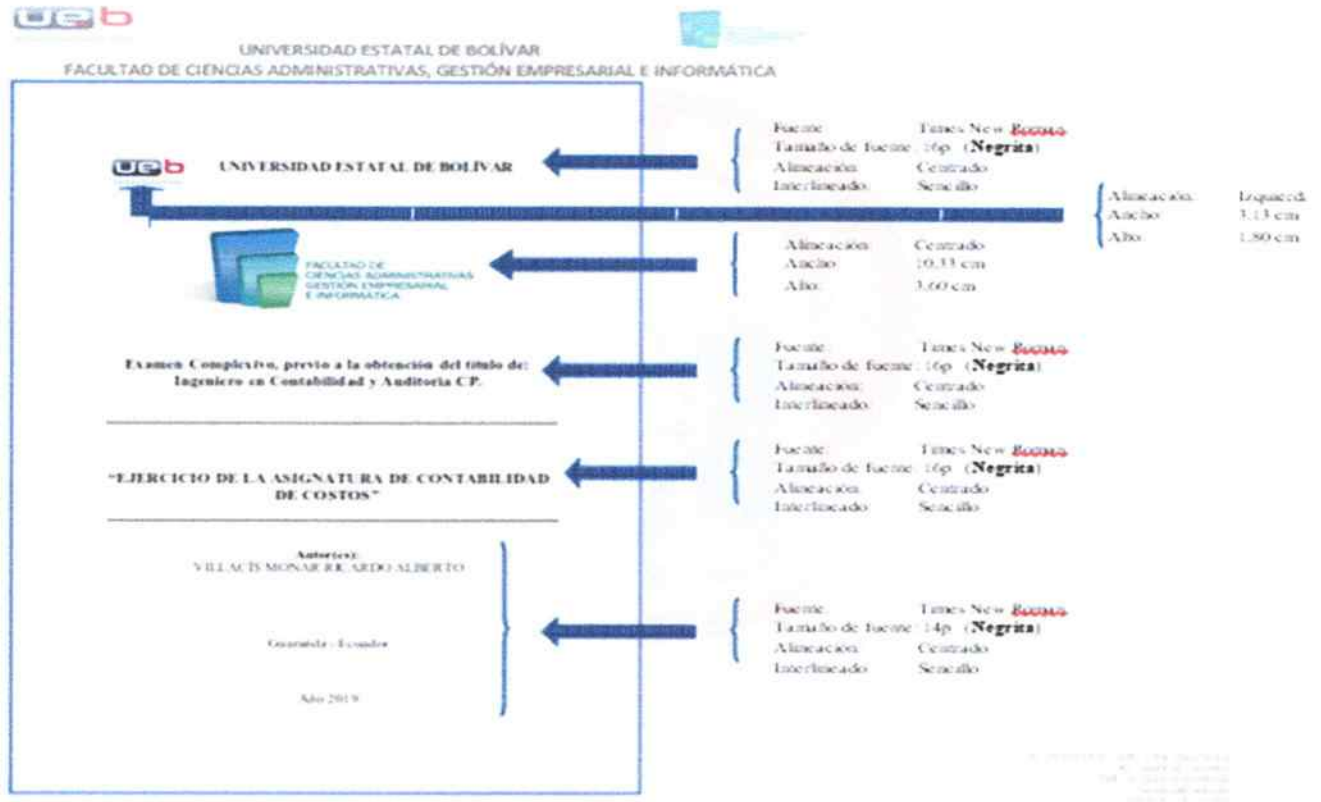 ueb
UNIVERSIDAD ESTATAL DE BOLÍVAR
FACULTAD DE CIENCIAS ADMINISTRATIVAS, GESTIÓN EMPRESARIAL E INFORMÁTICA
ueb UNIVERSIDAD ESTATAL DE BOLÍVAR
Fuente: Times New Roman
Tamaño de fuente: 16p. (Negrita)
Alineación: Centrado
Interlineado: Sencillo
Alineación: Izquierd.
Ancho: 3.13 cm
Alto: 1.80 cm
FACULTAD DE
CIENCIAS ADMINISTRATIVAS
GESTIÓN EMPRESARIAL
E INFORMÁTICA
Alineación: Centrado
Ancho: 10.33 cm
Alto: 3.60 cm
Examen Complexivo, previo a la obtención del título de:
Ingeniero en Contabilidad y Auditoría CP.
Fuente: Times New Roman
Tamaño de fuente: 16p. (Negrita)
Alineación: Centrado
Interlineado: Sencillo
“EJERCICIO DE LA ASIGNATURA DE CONTABILIDAD
DE COSTOS”
Fuente: Times New Roman
Tamaño de fuente: 16p. (Negrita)
Alineación: Centrado
Interlineado: Sencillo
Autor(es):
VILLACÍS MONAR RICARDO ALBERTO
Guaranda - Ecuador
Año 2019
Fuente: Times New Roman
Tamaño de fuente: 14p. (Negrita)
Alineación: Centrado
Interlineado: Sencillo